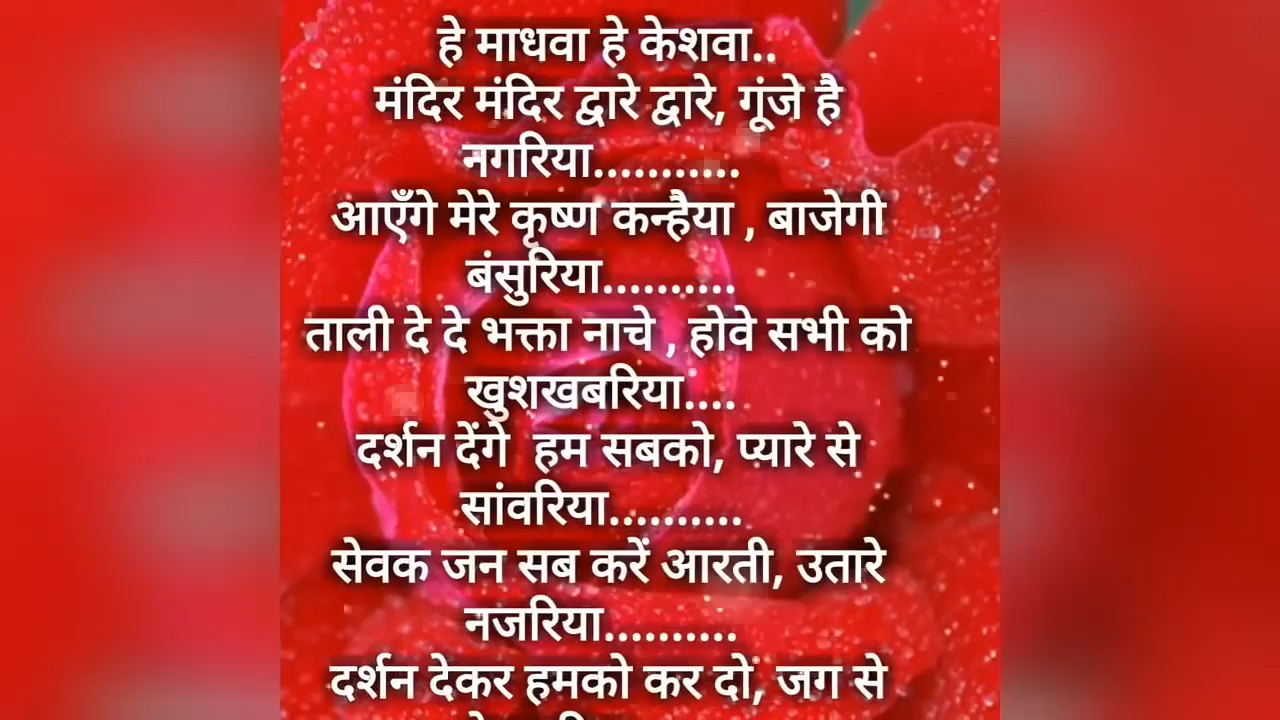 हे माधवा हे केशवा..
मंदिर मंदिर द्वारे द्वारे, गूंजे है
नगरिया...........
आएँगे मेरे कृष्ण कन्हैया , बाजेगी
बंसुरिया..........
ताली दे दे भक्ता नाचे , होवे सभी को
खुशखबरिया....
दर्शन देंगे  हम सबको, प्यारे से
सांवरिया..........
सेवक जन सब करें आरती, उतारे
नजरिया..........
दर्शन देकर हमको कर दो, जग से